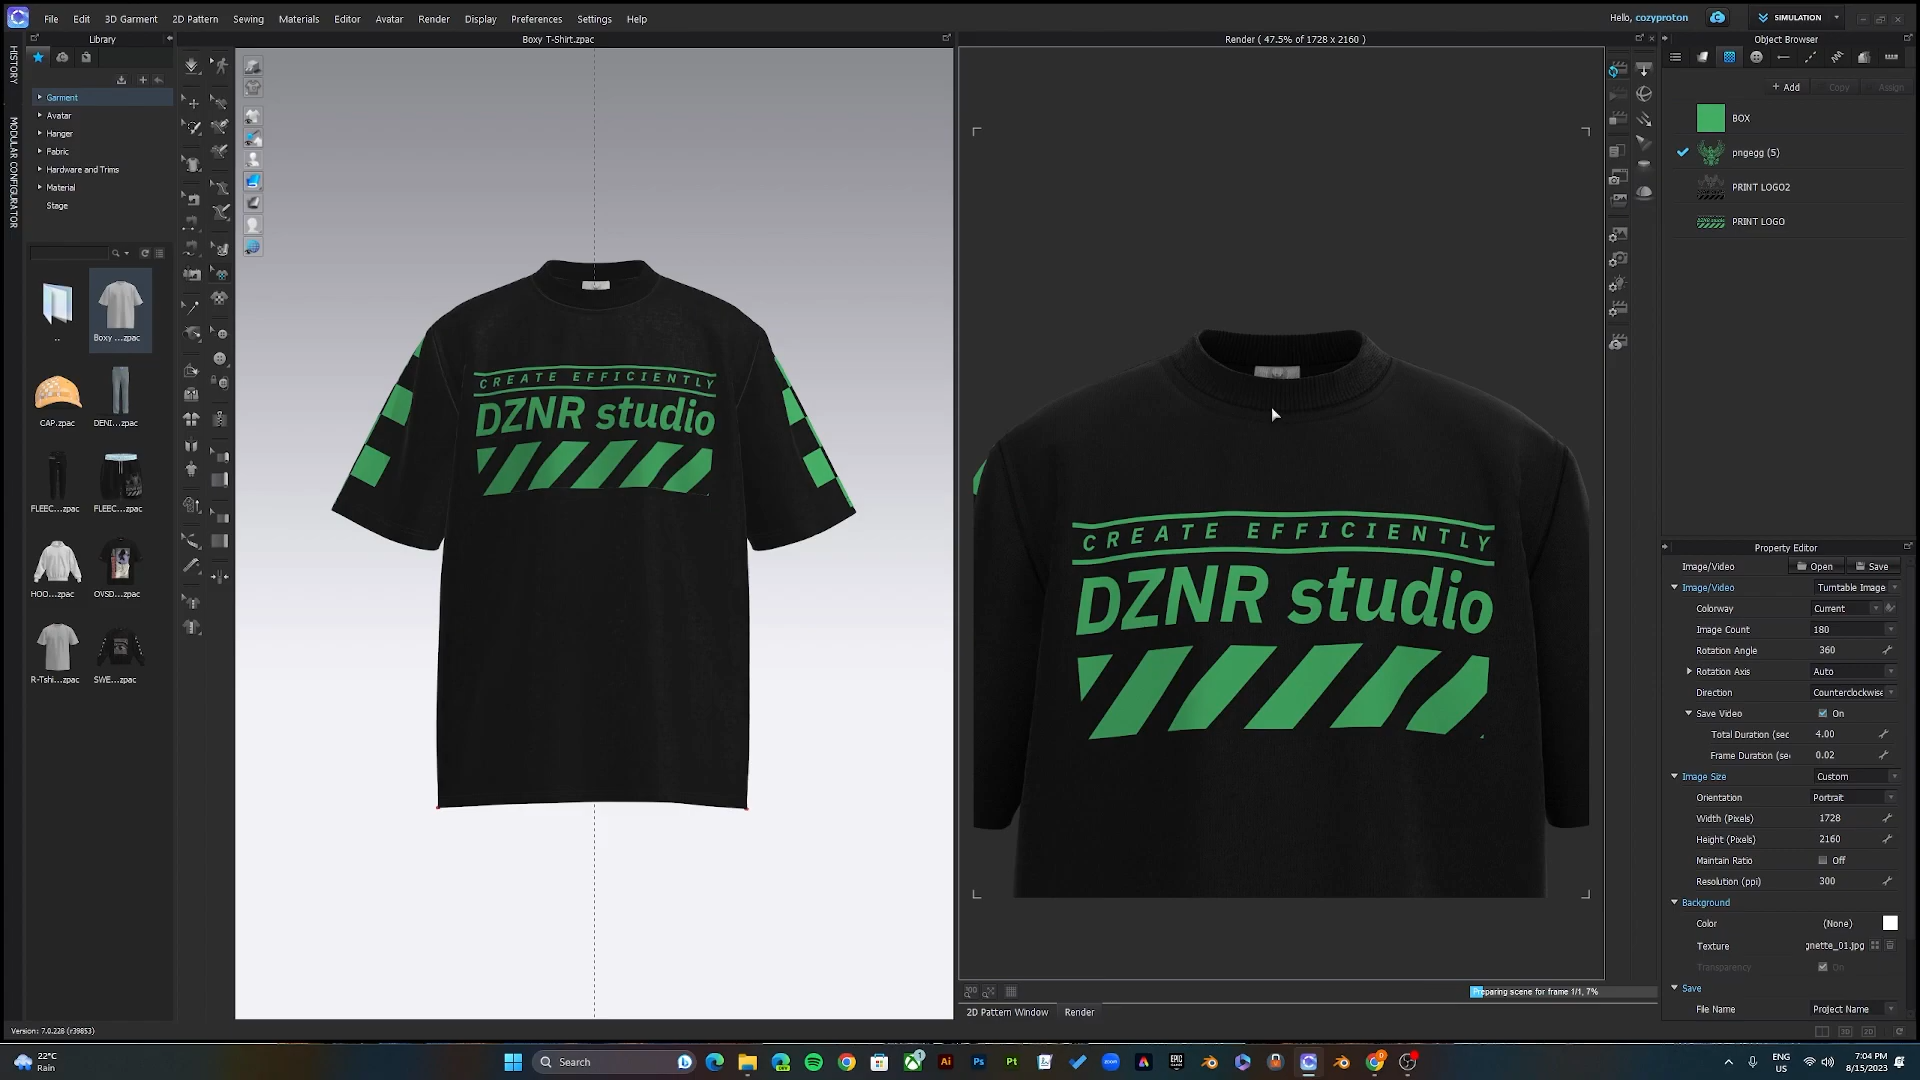 File Edit 3D Garment 2D Pattern Sewing Materials Editor Avatar Render Display Preferences Settings Help
Hello, cozyproton
SIMULATION
Library
Boxy T-Shirt.zpac
Render ( 47.5% of 1728 x 2160 )
Object Browser
HISTORY
MODULAR CONFIGURATOR
Garment
Avatar
Hanger
Fabric
Hardware and Trims
Material
Stage
..
Boxy ...zpac
CAP.zpac
DENI...zpac
FLEEC...zpac
FLEEC...zpac
HOO...zpac
OVSD...zpac
R-Tshi...zpac
SWE...zpac
CREATE EFFICIENTLY
DZNR studio
CREATE EFFICIENTLY
DZNR studio
+ Add Copy Assign
BOX
pngegg (5)
PRINT LOGO2
PRINT LOGO
Property Editor
Image/Video Open Save
Image/Video Turntable Image
Colorway Current
Image Count 180
Rotation Angle 360
Rotation Axis Auto
Direction Counterclockwise
Save Video On
Total Duration (sec 4.00
Frame Duration (se 0.02
Image Size Custom
Orientation Portrait
Width (Pixels) 1728
Height (Pixels) 2160
Maintain Ratio Off
Resolution (ppi) 300
Background
Color (None)
Texture gnette_01.jpg
Transparency On
Save
File Name Project Name
Preparing scene for frame 1/1, 7%
2D Pattern Window Render
Version: 7.0.228 (r39853)
3D 2D
22°C
Rain
Search
ENG
US
7:04 PM
8/15/2023